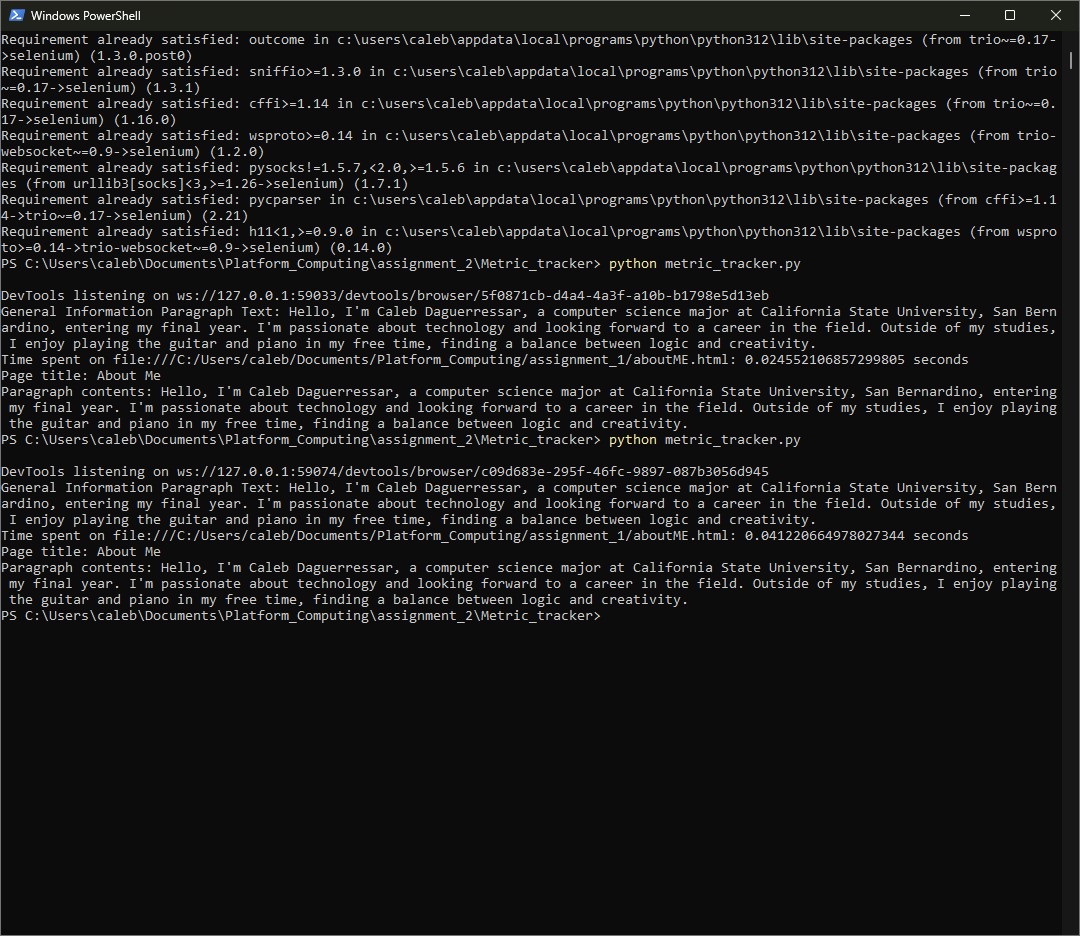 Windows PowerShell
Requirement already satisfied: outcome in c:\users\caleb\appdata\local\programs\python\python312\lib\site-packages (from trio~=0.17-
>selenium) (1.3.0.post0)
Requirement already satisfied: sniffio>=1.3.0 in c:\users\caleb\appdata\local\programs\python\python312\lib\site-packages (from trio
~=0.17->selenium) (1.3.1)
Requirement already satisfied: cffi>=1.14 in c:\users\caleb\appdata\local\programs\python\python312\lib\site-packages (from trio~=0.
17->selenium) (1.16.0)
Requirement already satisfied: wsproto>=0.14 in c:\users\caleb\appdata\local\programs\python\python312\lib\site-packages (from trio-
websocket~=0.9->selenium) (1.2.0)
Requirement already satisfied: pysocks!=1.5.7,<2.0,>=1.5.6 in c:\users\caleb\appdata\local\programs\python\python312\lib\site-packag
es (from urllib3[socks]<3,>=1.26->selenium) (1.7.1)
Requirement already satisfied: pycparser in c:\users\caleb\appdata\local\programs\python\python312\lib\site-packages (from cffi>=1.1
4->trio~=0.17->selenium) (2.21)
Requirement already satisfied: h11<1,>=0.9.0 in c:\users\caleb\appdata\local\programs\python\python312\lib\site-packages (from wspro
to>=0.14->trio-websocket~=0.9->selenium) (0.14.0)
PS C:\Users\caleb\Documents\Platform_Computing\assignment_2\Metric_tracker> python metric_tracker.py
DevTools listening on ws://127.0.0.1:59033/devtools/browser/5f0871cb-d4a4-4a3f-a10b-b1798e5d13eb
General Information Paragraph Text: Hello, I'm Caleb Daguerressar, a computer science major at California State University, San Bern
ardino, entering my final year. I'm passionate about technology and looking forward to a career in the field. Outside of my studies,
I enjoy playing the guitar and piano in my free time, finding a balance between logic and creativity.
Time spent on file:///C:/Users/caleb/Documents/Platform_Computing/assignment_1/aboutME.html: 0.024552106857299805 seconds
Page title: About Me
Paragraph contents: Hello, I'm Caleb Daguerressar, a computer science major at California State University, San Bernardino, entering
my final year. I'm passionate about technology and looking forward to a career in the field. Outside of my studies, I enjoy playing
the guitar and piano in my free time, finding a balance between logic and creativity.
PS C:\Users\caleb\Documents\Platform_Computing\assignment_2\Metric_tracker> python metric_tracker.py
DevTools listening on ws://127.0.0.1:59074/devtools/browser/c09d683e-295f-46fc-9897-087b3056d945
General Information Paragraph Text: Hello, I'm Caleb Daguerressar, a computer science major at California State University, San Bern
ardino, entering my final year. I'm passionate about technology and looking forward to a career in the field. Outside of my studies,
I enjoy playing the guitar and piano in my free time, finding a balance between logic and creativity.
Time spent on file:///C:/Users/caleb/Documents/Platform_Computing/assignment_1/aboutME.html: 0.041220664978027344 seconds
Page title: About Me
Paragraph contents: Hello, I'm Caleb Daguerressar, a computer science major at California State University, San Bernardino, entering
my final year. I'm passionate about technology and looking forward to a career in the field. Outside of my studies, I enjoy playing
the guitar and piano in my free time, finding a balance between logic and creativity.
PS C:\Users\caleb\Documents\Platform_Computing\assignment_2\Metric_tracker>